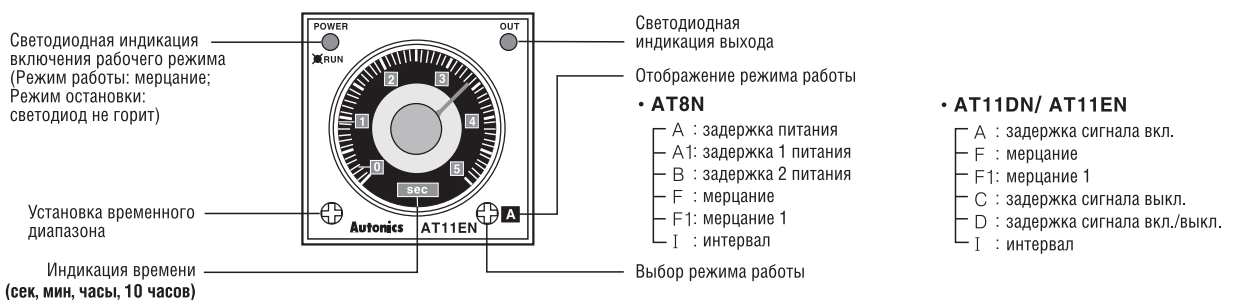 Светодиодная индикация
включения рабочего режима
(Режим работы: мерцание;
Режим остановки:
светодиод не горит)
Установка временного
диапазона
Индикация времени
(сек, мин, часы, 10 часов)
POWER
OUT
RUN
0
1
2
3
4
5
sec
A
Autonics AT11EN
Светодиодная
индикация выхода
Отображение режима работы
• AT8N
A : задержка питания
A1: задержка 1 питания
B : задержка 2 питания
F : мерцание
F1: мерцание 1
I : интервал
Выбор режима работы
• AT11DN/ AT11EN
A : задержка сигнала вкл.
F : мерцание
F1: мерцание 1
C : задержка сигнала выкл.
D : задержка сигнала вкл./выкл.
I : интервал